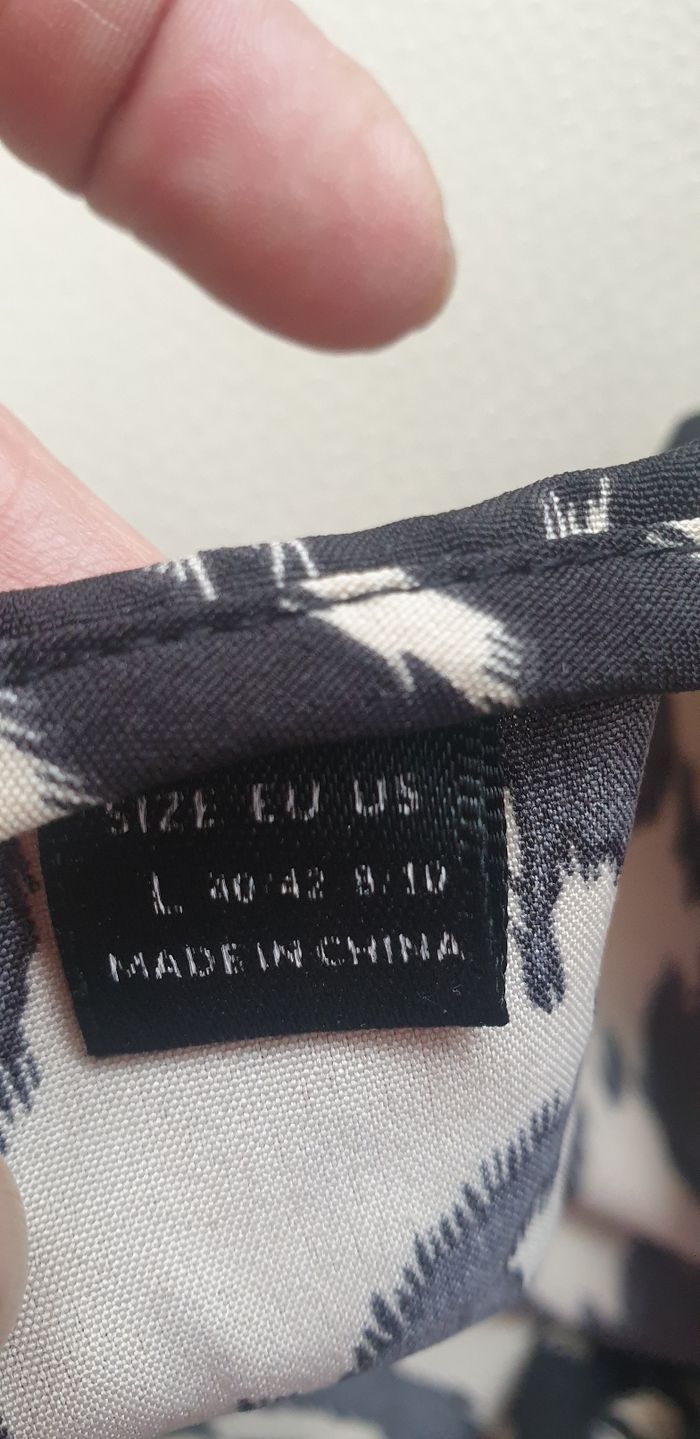 SIZE EU US
L 40/42 8/10
MADE IN CHINA